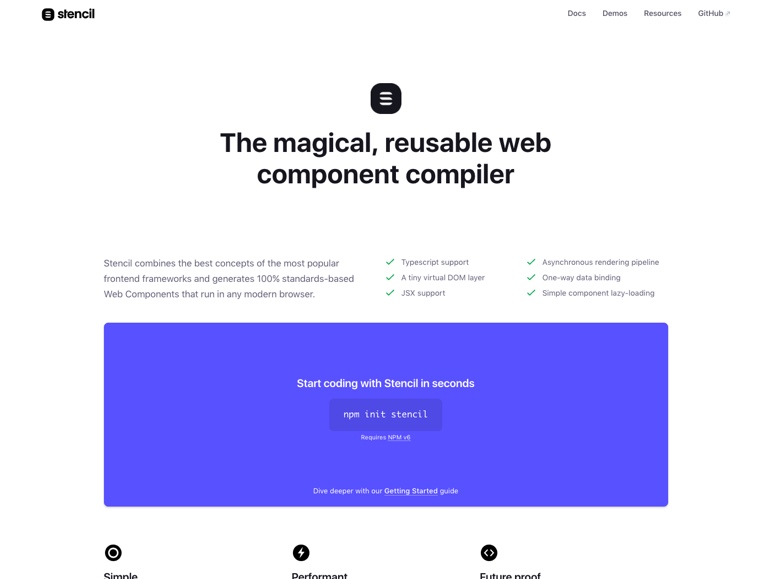 stencil
Docs Demos Resources GitHub
The magical, reusable web
component compiler
Stencil combines the best concepts of the most popular
frontend frameworks and generates 100% standards-based
Web Components that run in any modern browser.
Typescript support
A tiny virtual DOM layer
JSX support
Asynchronous rendering pipeline
One-way data binding
Simple component lazy-loading
Start coding with Stencil in seconds
npm init stencil
Requires NPM v6
Dive deeper with our Getting Started guide
Simple
Performant
Future proof